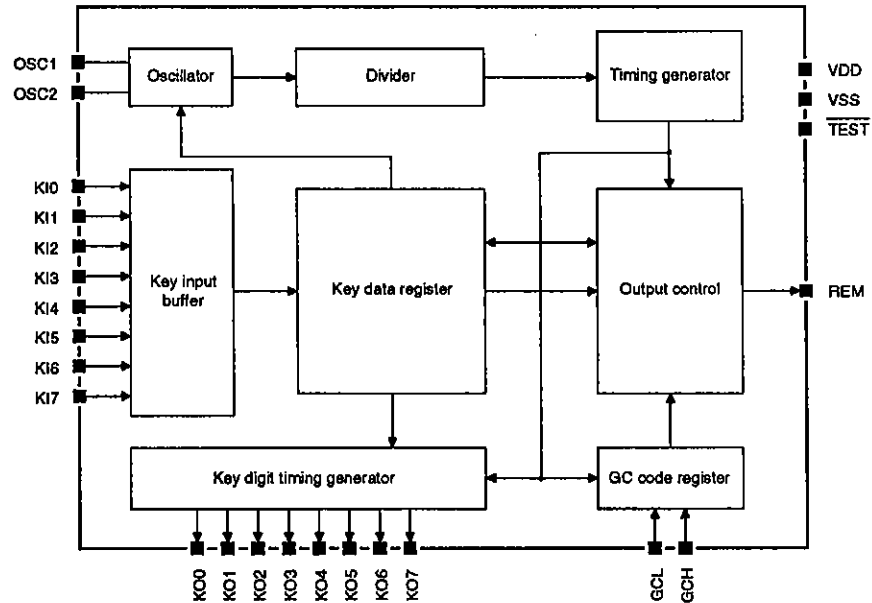 OSC1
OSC2
Oscillator
Divider
Timing generator
VDD
VSS
TEST
KI0
KI1
KI2
KI3
KI4
KI5
KI6
KI7
Key input
buffer
Key data register
Output control
REM
Key digit timing generator
GC code register
KO0
KO1
KO2
KO3
KO4
KO5
KO6
KO7
GCL
GCH